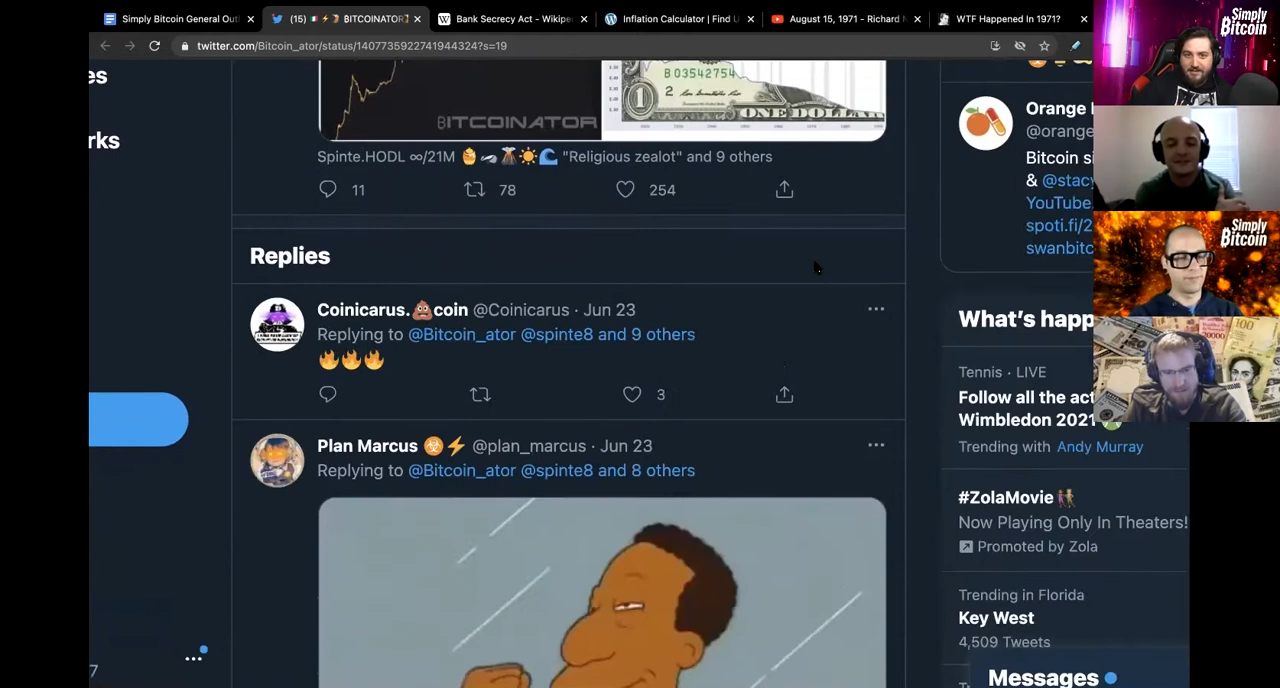 Simply Bitcoin General Outl
(15)
BITCOINATOR
Bank Secrecy Act - Wikipe
Inflation Calculator | Find U
August 15, 1971 - Richard N
WTF Happened In 1971?
twitter.com/Bitcoin_ator/status/1407735922741944324?s=19
Simply
Bitcoin
es
rks
B 03542754
2
1
ONE DOLLAR
BITCOINATOR
Spinte.HODL ∞/21M 👶🔫🌋☀️🌊 "Religious zealot" and 9 others
11
78
254
Replies
Coinicarus.💩coin @Coinicarus · Jun 23
Replying to @Bitcoin_ator @spinte8 and 9 others
🔥🔥🔥
3
Plan Marcus ☣️⚡ @plan_marcus · Jun 23
Replying to @Bitcoin_ator @spinte8 and 8 others
Orange
@orange
Bitcoin si
& @stacy
YouTube.
spoti.fi/2
swanbitc
What's happ
Tennis · LIVE
Follow all the act
Wimbledon 2021
Trending with Andy Murray
#ZolaMovie
Now Playing Only In Theaters!
Promoted by Zola
Trending in Florida
Key West
4,509 Tweets
Messages
Simply
Bitcoin
20000
100
7